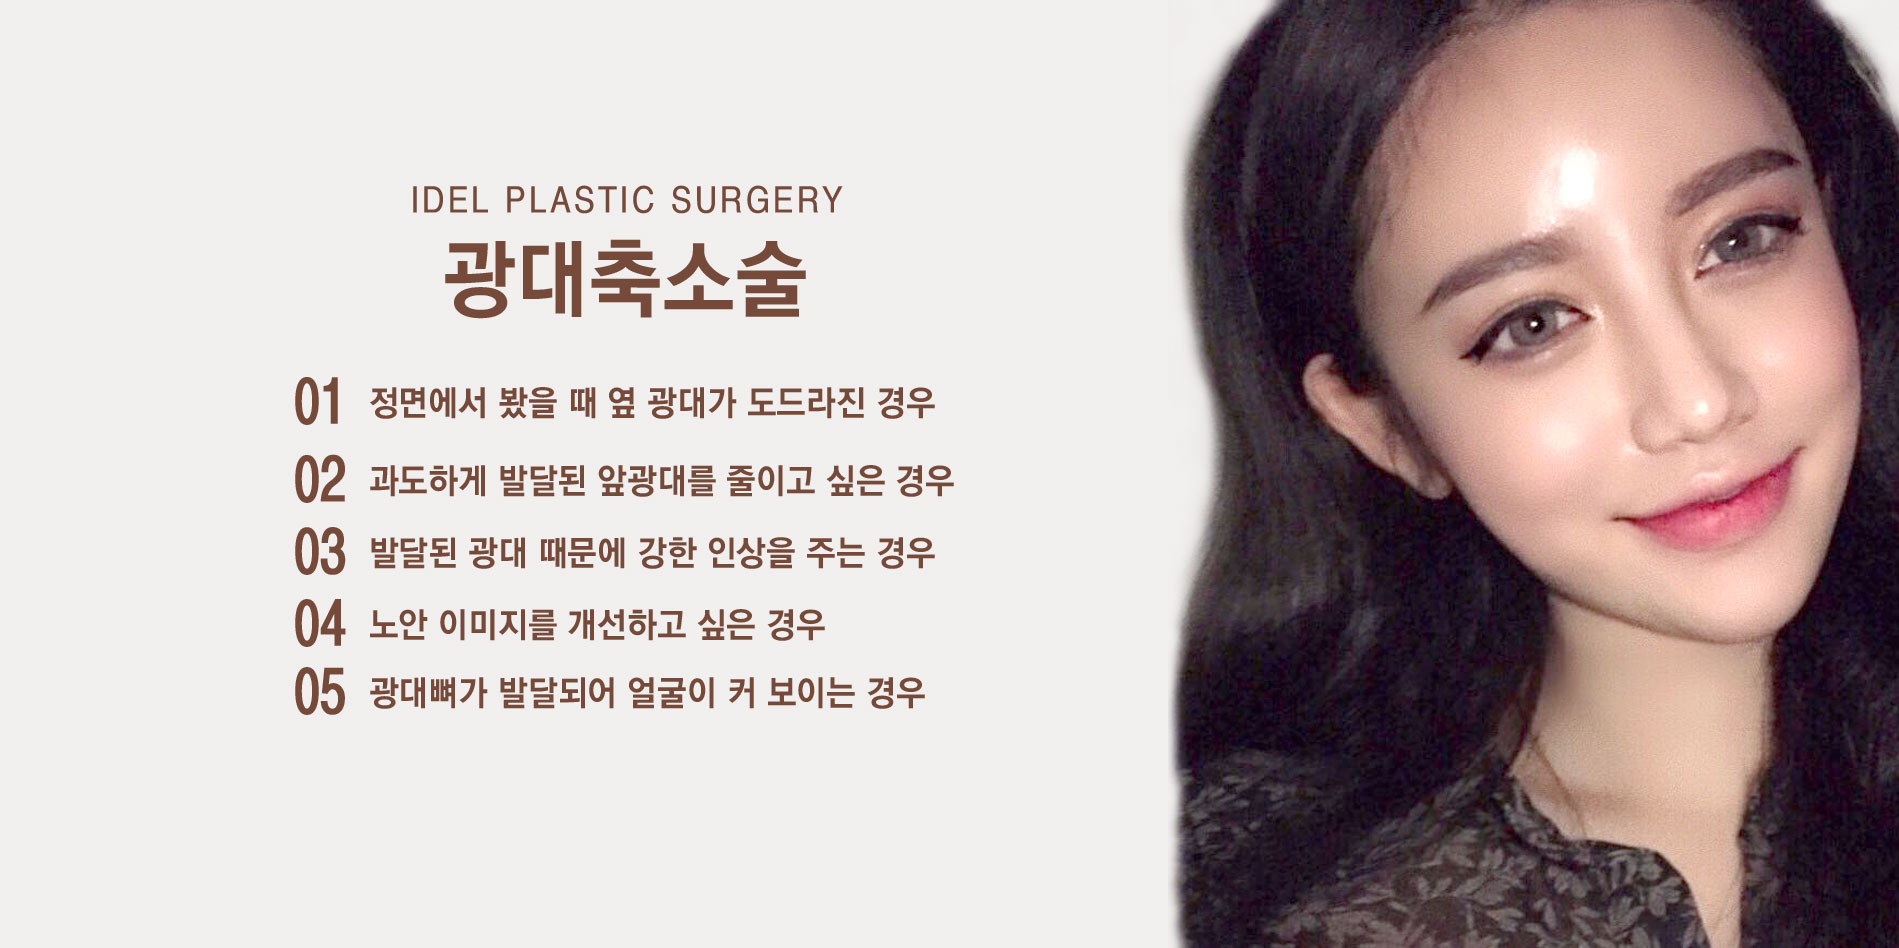 IDEL PLASTIC SURGERY
광대축소술
01 정면에서 봤을 때 옆 광대가 도드라진 경우
02 과도하게 발달된 앞광대를 줄이고 싶은 경우
03 발달된 광대 때문에 강한 인상을 주는 경우
04 노안 이미지를 개선하고 싶은 경우
05 광대뼈가 발달되어 얼굴이 커 보이는 경우